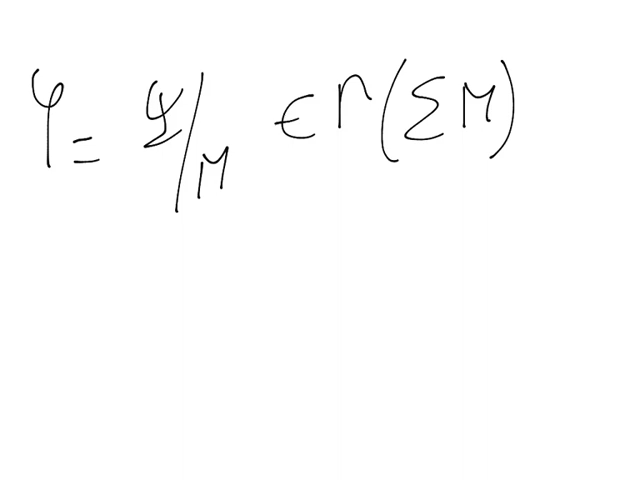 φ = Ψ/M ∈ Γ(ΣM)